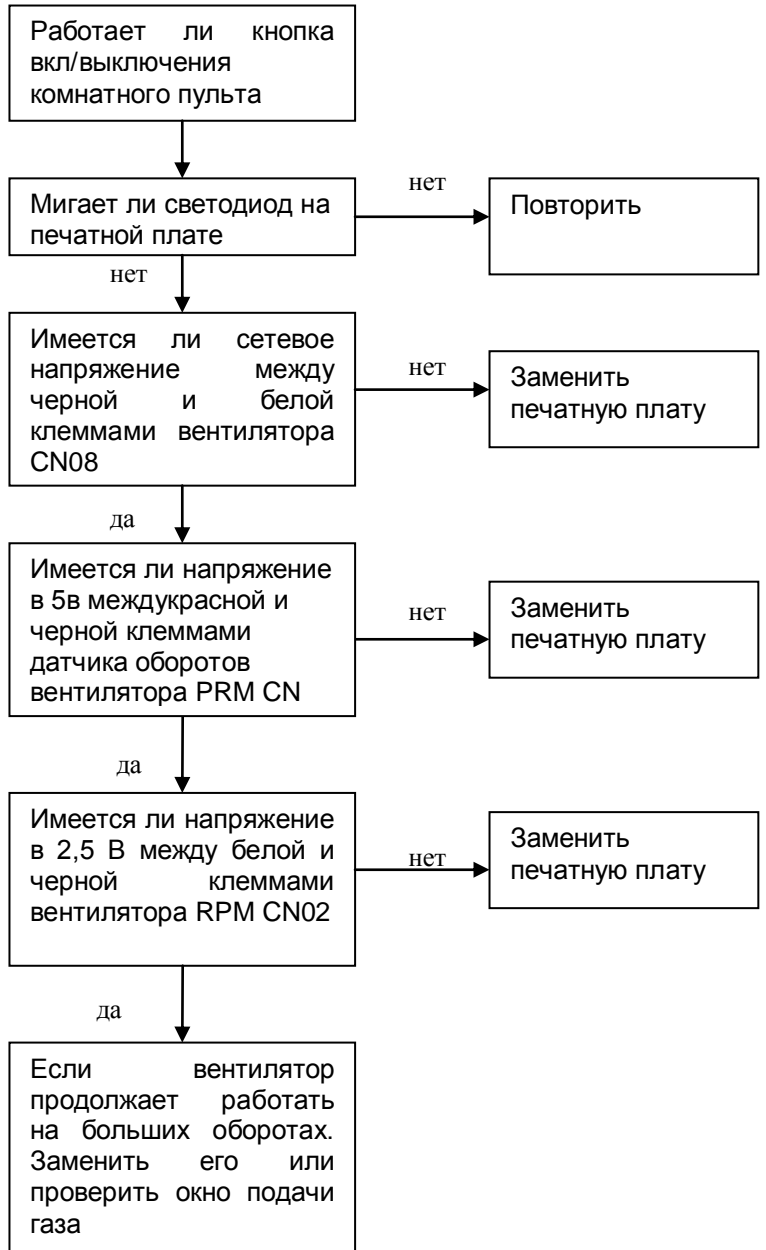 Работает ли кнопка
вкл/выключения
комнатного пульта
нет
Мигает ли светодиод на
печатной плате
Повторить
нет
Имеется ли сетевое
напряжение между
черной и белой
клеммами вентилятора
CN08
нет
Заменить
печатную плату
да
Имеется ли напряжение
в 5в междукрасной и
черной клеммами
датчика оборотов
вентилятора PRM CN
нет
Заменить
печатную плату
да
Имеется ли напряжение
в 2,5 В между белой и
черной клеммами
вентилятора RPM CN02
нет
Заменить
печатную плату
да
Если вентилятор
продолжает работать
на больших оборотах.
Заменить его или
проверить окно подачи
газа